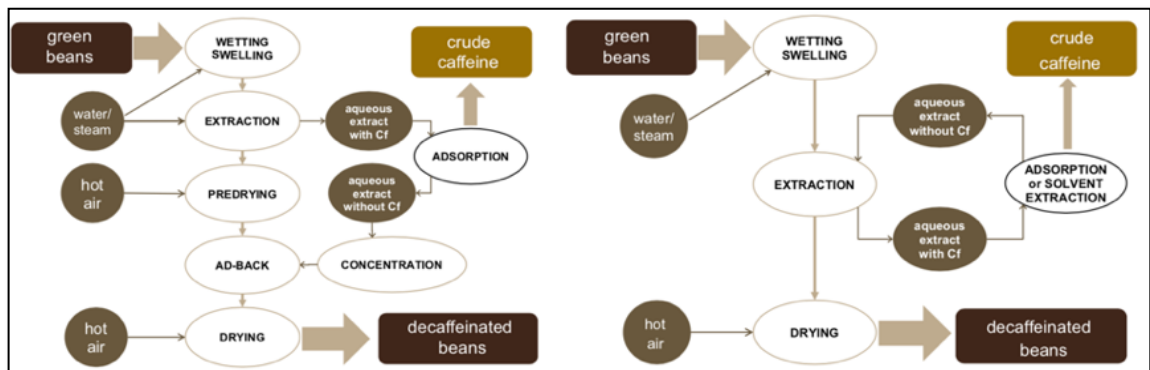 green
beans
WETTING
SWELLING
crude
caffeine
water/
steam
EXTRACTION
aqueous
extract
with Cf
ADSORPTION
hot
air
PREDRYING
aqueous
extract
without Cf
AD-BACK
CONCENTRATION
hot
air
DRYING
decaffeinated
beans
green
beans
WETTING
SWELLING
crude
caffeine
water/
steam
aqueous
extract
without Cf
EXTRACTION
ADSORPTION
or SOLVENT
EXTRACTION
aqueous
extract
with Cf
hot
air
DRYING
decaffeinated
beans